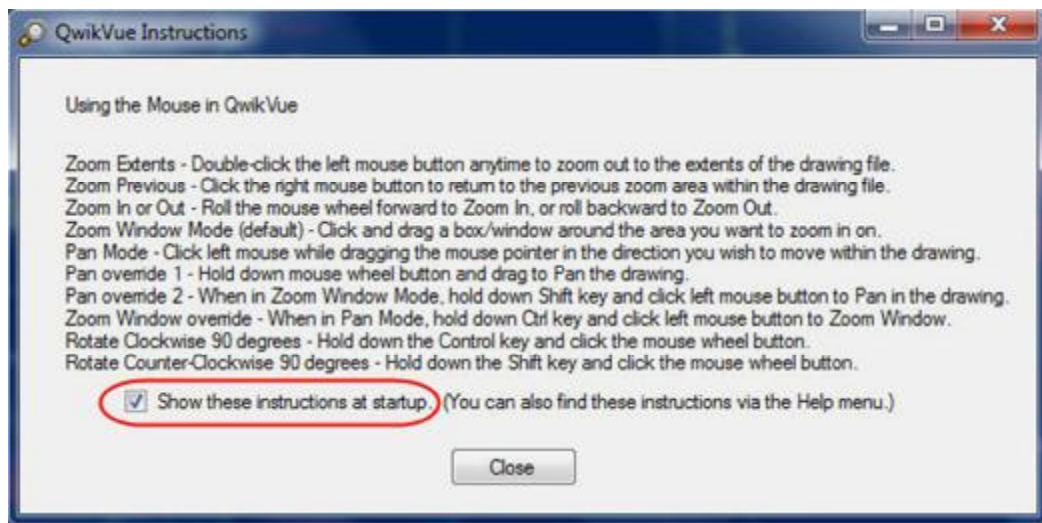 QwikVue Instructions
Using the Mouse in QwikVue
Zoom Extents - Double-click the left mouse button anytime to zoom out to the extents of the drawing file.
Zoom Previous - Click the right mouse button to return to the previous zoom area within the drawing file.
Zoom In or Out - Roll the mouse wheel forward to Zoom In, or roll backward to Zoom Out.
Zoom Window Mode (default) - Click and drag a box/window around the area you want to zoom in on.
Pan Mode - Click left mouse while dragging the mouse pointer in the direction you wish to move within the drawing.
Pan override 1 - Hold down mouse wheel button and drag to Pan the drawing.
Pan override 2 - When in Zoom Window Mode, hold down Shift key and click left mouse button to Pan in the drawing.
Zoom Window override - When in Pan Mode, hold down Ctrl key and click left mouse button to Zoom Window.
Rotate Clockwise 90 degrees - Hold down the Control key and click the mouse wheel button.
Rotate Counter-Clockwise 90 degrees - Hold down the Shift key and click the mouse wheel button.
Show these instructions at startup. (You can also find these instructions via the Help menu.)
Close